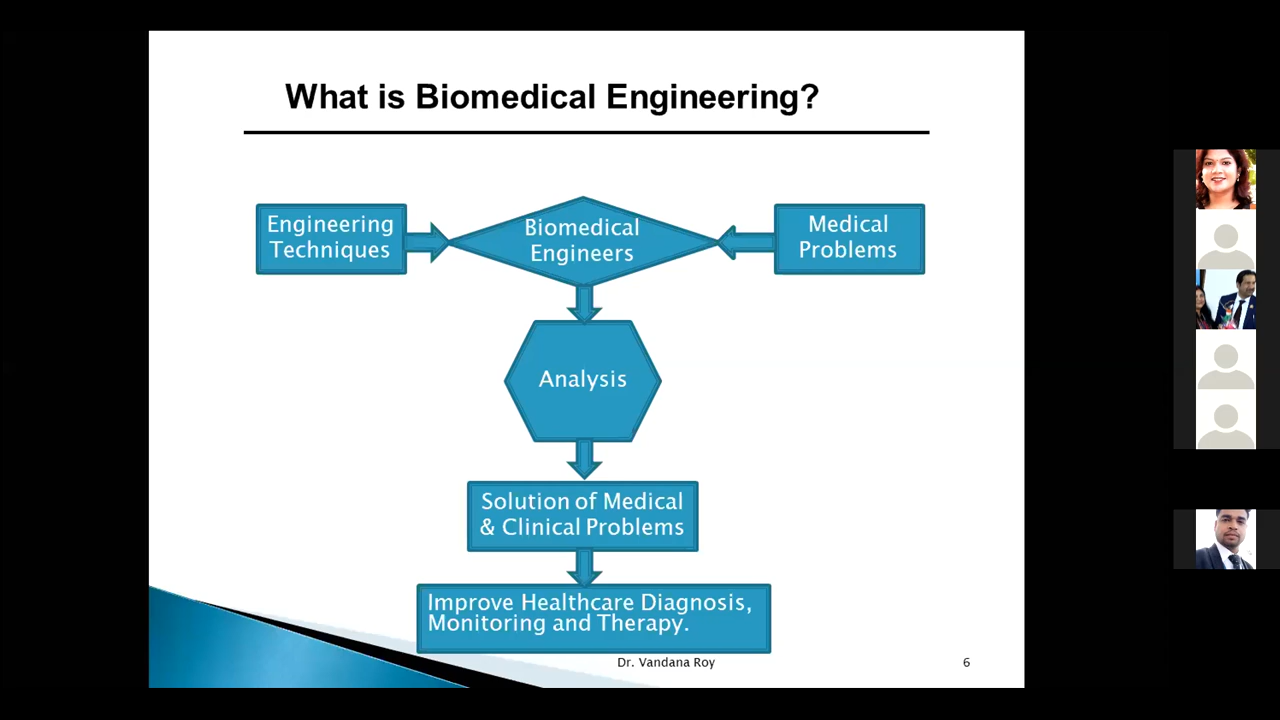 What is Biomedical Engineering?
Engineering
Techniques
Biomedical
Engineers
Medical
Problems
Analysis
Solution of Medical
& Clinical Problems
Improve Healthcare Diagnosis,
Monitoring and Therapy.
Dr. Vandana Roy
6